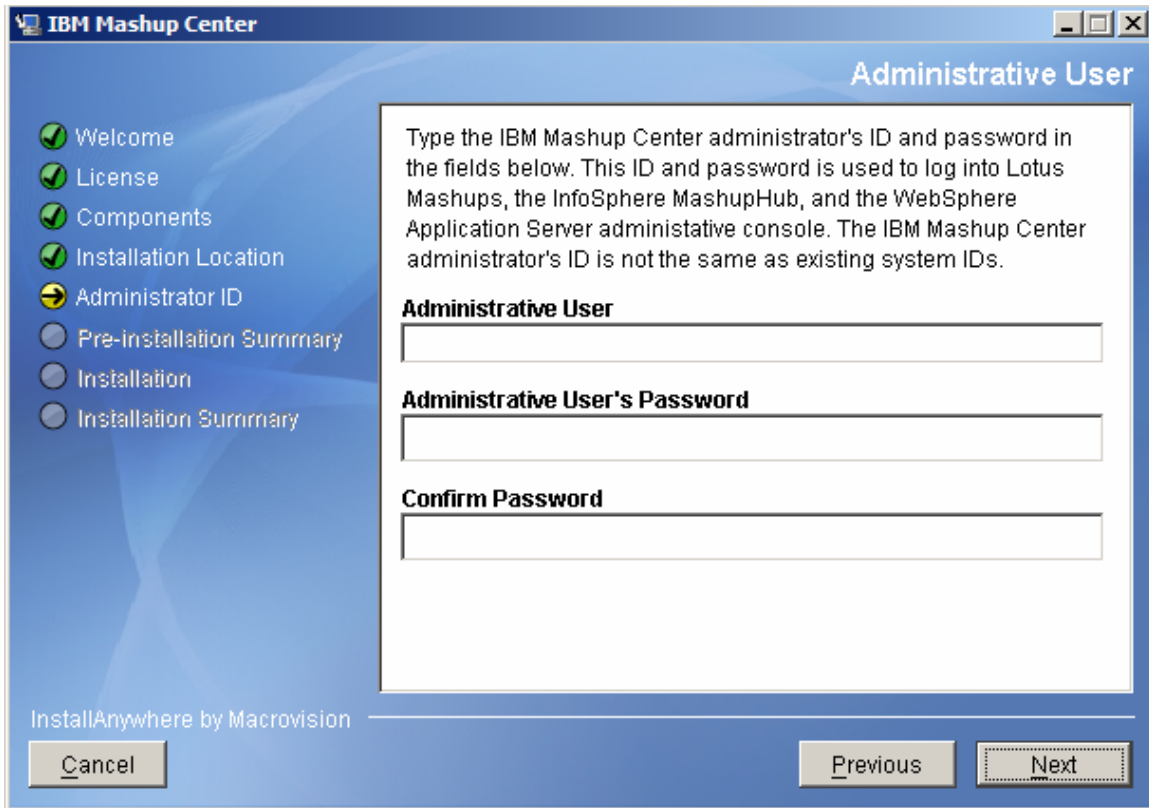 IBM Mashup Center
Administrative User
Welcome
License
Components
Installation Location
Administrator ID
Pre-installation Summary
Installation
Installation Summary
Type the IBM Mashup Center administrator's ID and password in
the fields below. This ID and password is used to log into Lotus
Mashups, the InfoSphere MashupHub, and the WebSphere
Application Server administative console. The IBM Mashup Center
administrator's ID is not the same as existing system IDs.
Administrative User
Administrative User's Password
Confirm Password
InstallAnywhere by Macrovision
Cancel
Previous
Next